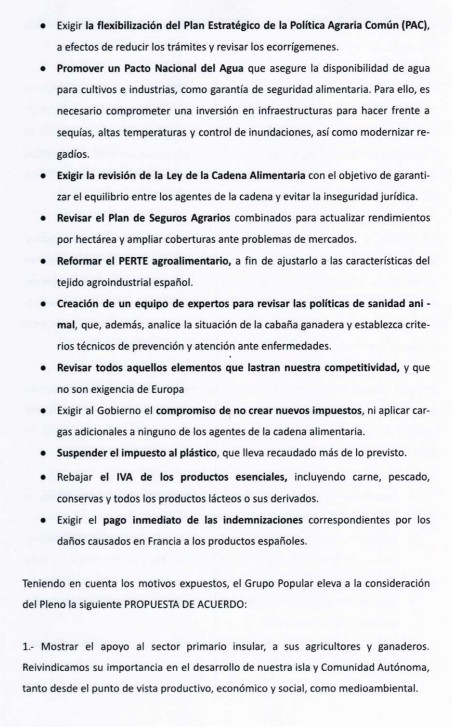 ● Exigir la flexibilización del Plan Estratégico de la Política Agraria Común (PAC),
a efectos de reducir los trámites y revisar los ecorrígemenes.
● Promover un Pacto Nacional del Agua que asegure la disponibilidad de agua
para cultivos e industrias, como garantía de seguridad alimentaria. Para ello, es
necesario comprometer una inversión en infraestructuras para hacer frente a
sequías, altas temperaturas y control de inundaciones, así como modernizar re-
gadíos.
● Exigir la revisión de la Ley de la Cadena Alimentaria con el objetivo de garanti-
zar el equilibrio entre los agentes de la cadena y evitar la inseguridad jurídica.
● Revisar el Plan de Seguros Agrarios combinados para actualizar rendimientos
por hectárea y ampliar coberturas ante problemas de mercados.
● Reformar el PERTE agroalimentario, a fin de ajustarlo a las características del
tejido agroindustrial español.
● Creación de un equipo de expertos para revisar las políticas de sanidad ani -
mal, que, además, analice la situación de la cabaña ganadera y establezca crite-
rios técnicos de prevención y atención ante enfermedades.
● Revisar todos aquellos elementos que lastran nuestra competitividad, y que
no son exigencia de Europa
● Exigir al Gobierno el compromiso de no crear nuevos impuestos, ni aplicar car-
gas adicionales a ninguno de los agentes de la cadena alimentaria.
● Suspender el impuesto al plástico, que lleva recaudado más de lo previsto.
● Rebajar el IVA de los productos esenciales, incluyendo carne, pescado,
conservas y todos los productos lácteos o sus derivados.
● Exigir el pago inmediato de las indemnizaciones correspondientes por los
daños causados en Francia a los productos españoles.
Teniendo en cuenta los motivos expuestos, el Grupo Popular eleva a la consideración
del Pleno la siguiente PROPUESTA DE ACUERDO:
1.- Mostrar el apoyo al sector primario insular, a sus agricultores y ganaderos.
Reivindicamos su importancia en el desarrollo de nuestra isla y Comunidad Autónoma,
tanto desde el punto de vista productivo, económico y social, como medioambiental.